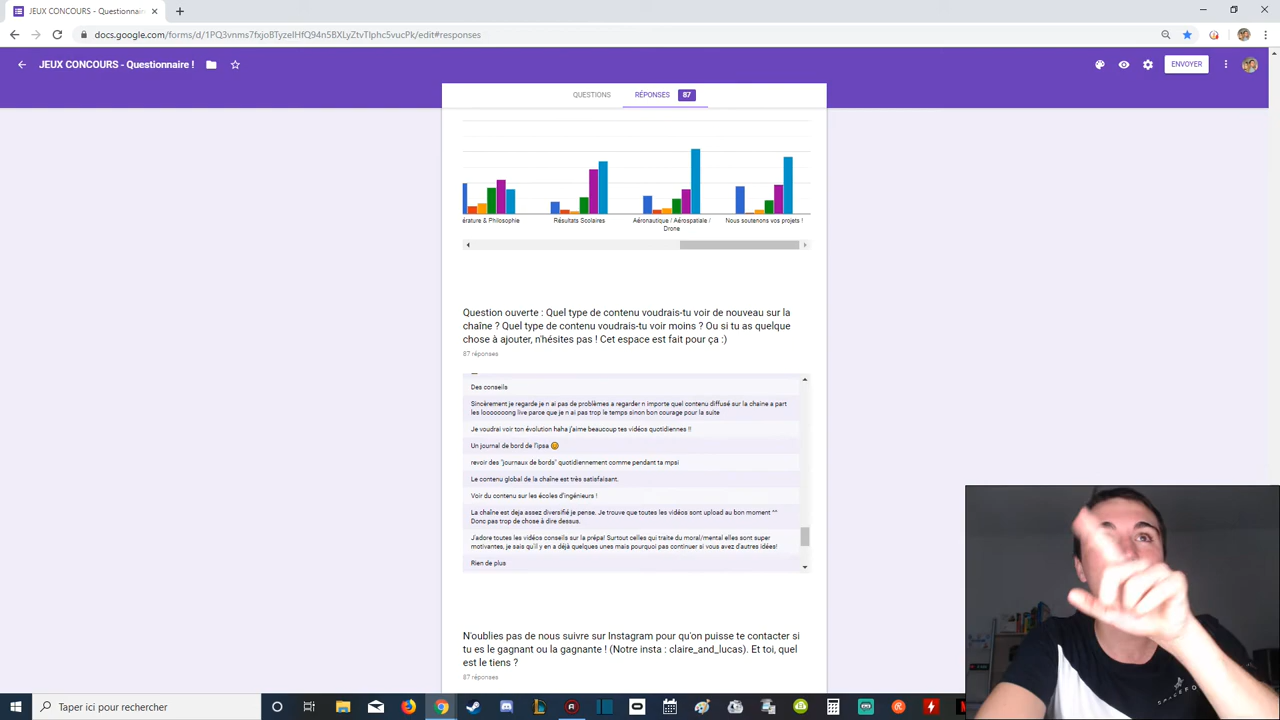 JEUX CONCOURS - Questionnaire !
docs.google.com/forms/d/1PQ3vnms7fxjoBTyzeIHfQ94n5BXLyZtvTIphc5vucPk/edit#responses
JEUX CONCOURS - Questionnaire !
ENVOYER
QUESTIONS
RÉPONSES 87
érature & Philosophie
Résultats Scolaires
Aéronautique / Aérospatiale /
Drone
Nous soutenons vos projets !
Question ouverte : Quel type de contenu voudrais-tu voir de nouveau sur la
chaîne ? Quel type de contenu voudrais-tu voir moins ? Ou si tu as quelque
chose à ajouter, n'hésites pas ! Cet espace est fait pour ça :)
87 réponses
Des conseils
Sincèrement je regarde je n ai pas de problèmes a regarder n importe quel contenu diffusé sur la chaine a part
les looooooong live parce que je n ai pas trop le temps sinon bon courage pour la suite
Je voudrai voir ton évolution haha j'aime beaucoup tes vidéos quotidiennes !!
Un journal de bord de l'ipsa
revoir des "journaux de bords" quotidiennement comme pendant ta mpsi
Le contenu global de la chaîne est très satisfaisant.
Voir du contenu sur les écoles d'ingénieurs !
La chaîne est deja assez diversifié je pense. Je trouve que toutes les vidéos sont upload au bon moment ^^
Donc pas trop de chose à dire dessus.
J'adore toutes les vidéos conseils sur la prépa! Surtout celles qui traite du moral/mental elles sont super
motivantes, je sais qu'il y en a déjà quelques unes mais pourquoi pas continuer si vous avez d'autres idées!
Rien de plus
N'oublies pas de nous suivre sur Instagram pour qu'on puisse te contacter si
tu es le gagnant ou la gagnante ! (Notre insta : claire_and_lucas). Et toi, quel
est le tiens ?
87 réponses
Taper ici pour rechercher